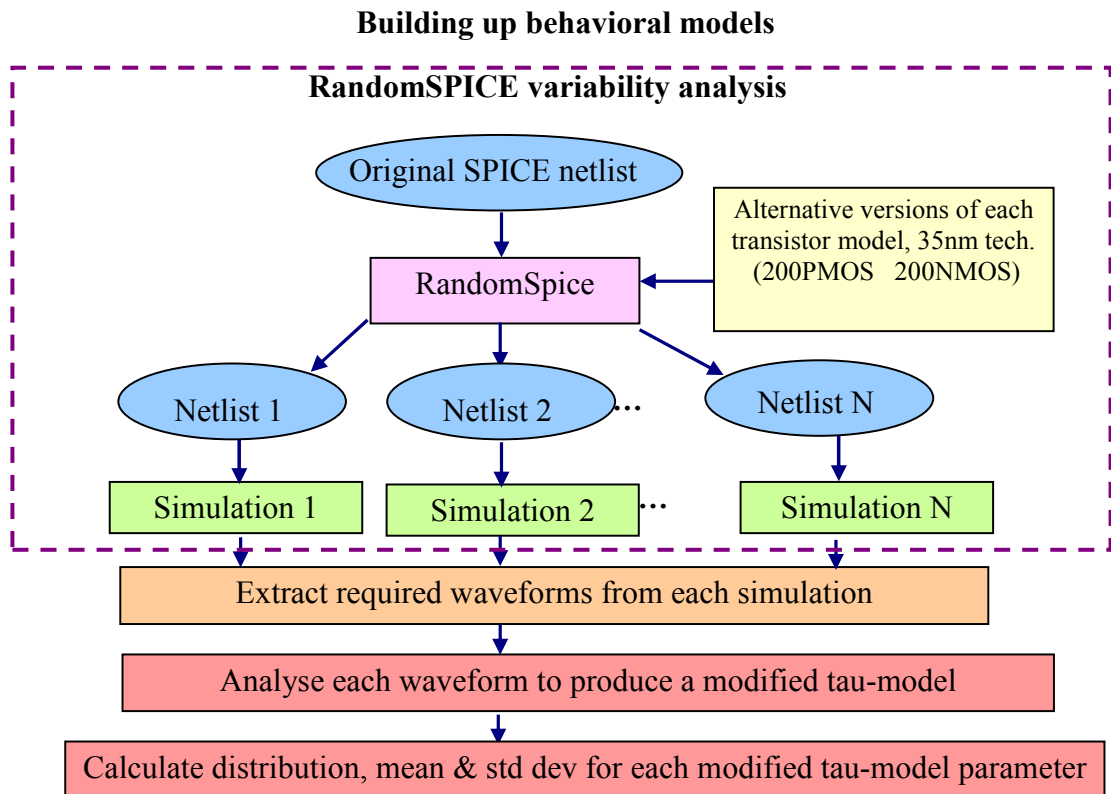 Building up behavioral models
RandomSPICE variability analysis
Original SPICE netlist
Alternative versions of each
transistor model, 35nm tech.
(200PMOS 200NMOS)
RandomSpice
Netlist 1
Netlist 2
...
Netlist N
Simulation 1
Simulation 2
...
Simulation N
Extract required waveforms from each simulation
Analyse each waveform to produce a modified tau-model
Calculate distribution, mean & std dev for each modified tau-model parameter